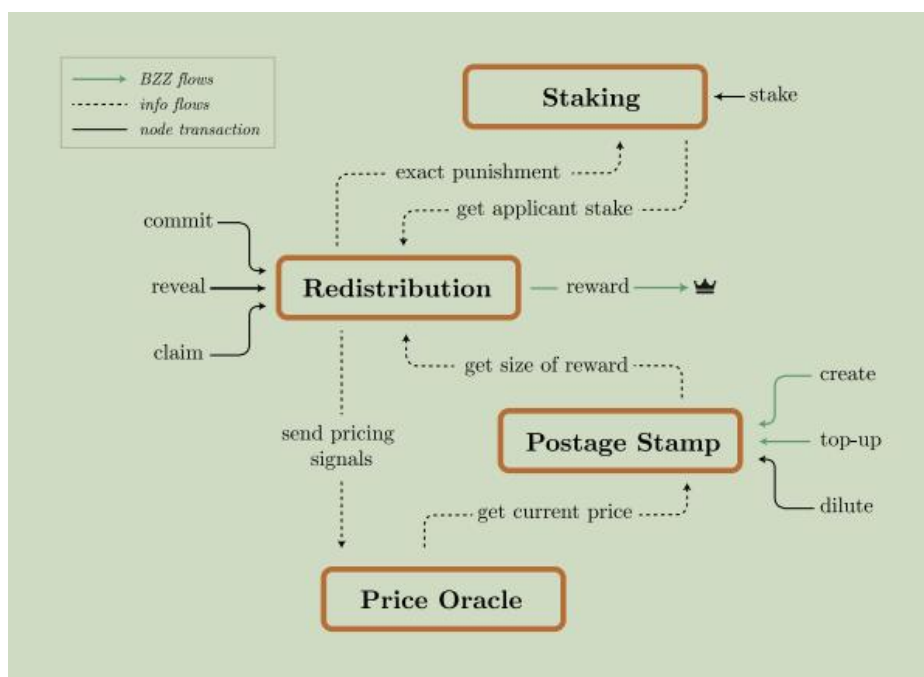 BZZ flows
info flows
node transaction
Staking
stake
exact punishment
get applicant stake
commit
reveal
claim
Redistribution
reward
get size of reward
create
top-up
dilute
Postage Stamp
send pricing
signals
get current price
Price Oracle